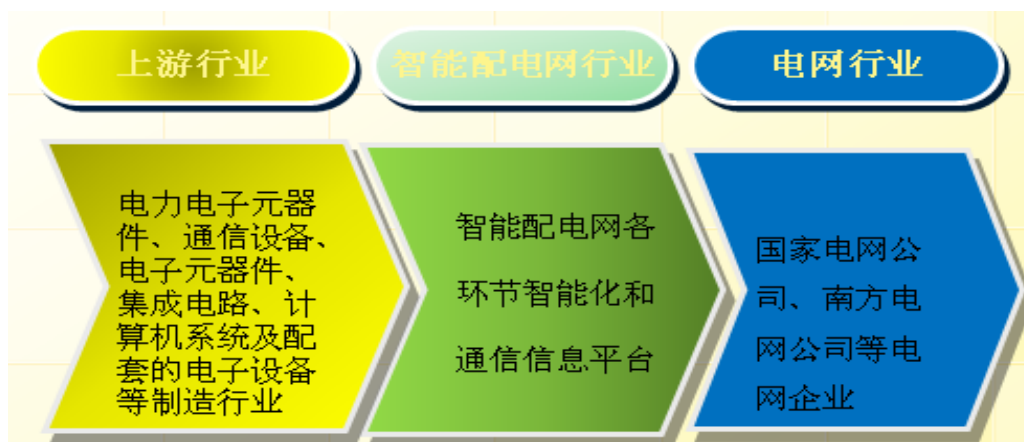 上游行业
智能配电网行业
电网行业
电力电子元器
件、通信设备、
电子元器件、
集成电路、计
算机系统及配
套的电子设备
等制造行业
智能配电网各
环节智能化和
通信信息平台
国家电网公
司、南方电
网公司等电
网企业